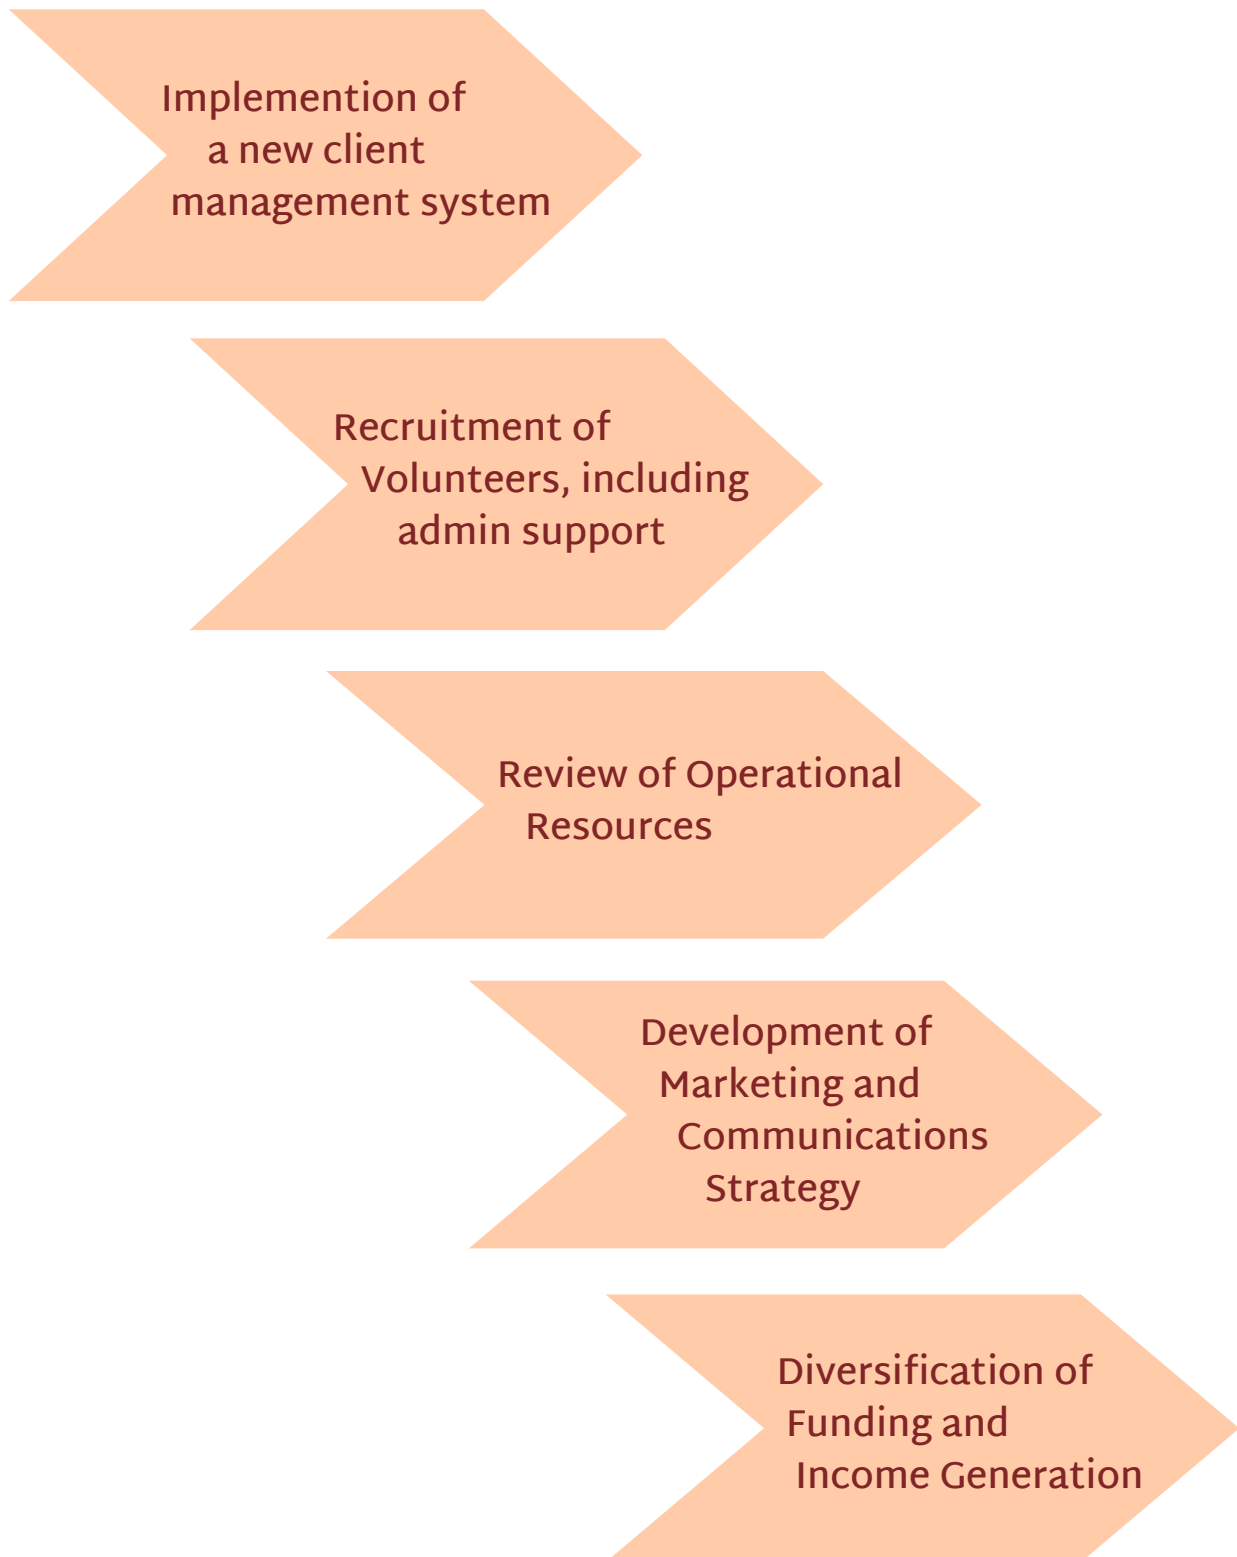 Implemention of
a new client
management system
Recruitment of
Volunteers, including
admin support
Review of Operational
Resources
Development of
Marketing and
Communications
Strategy
Diversification of
Funding and
Income Generation